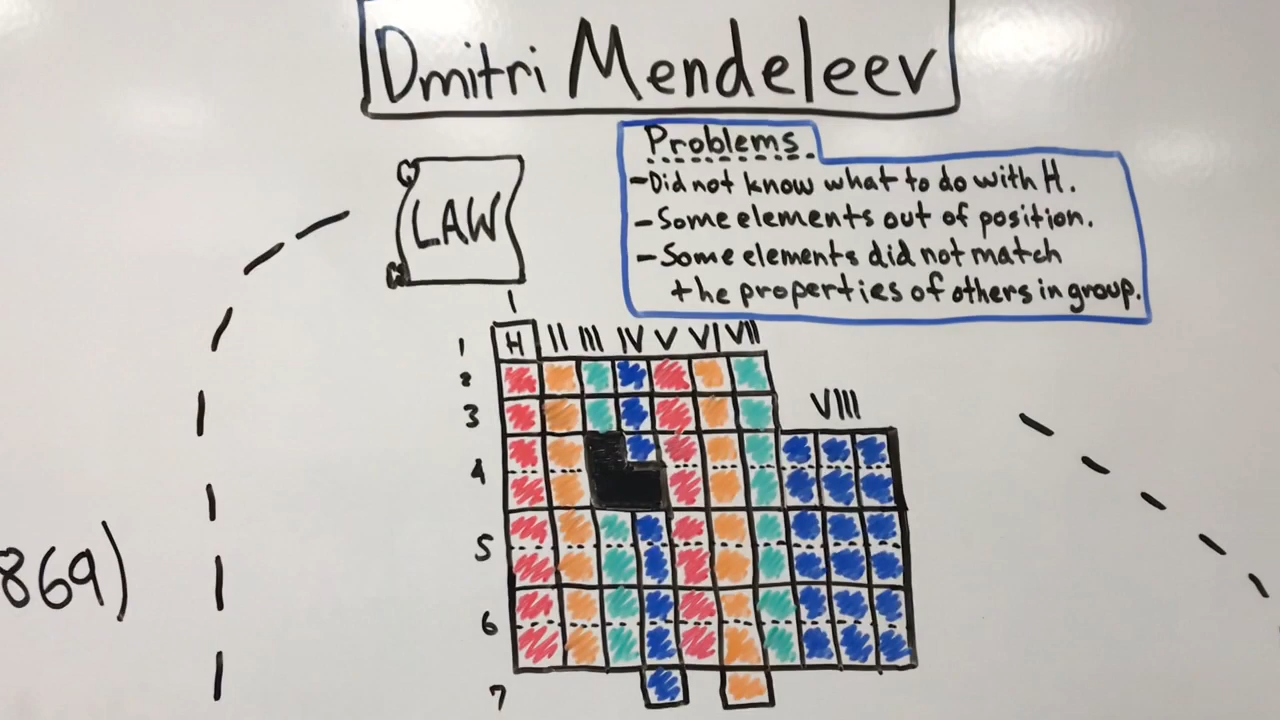 Dmitri Mendeleev
Problems
-Did not know what to do with H.
-Some elements out of position.
-Some elements did not match
the properties of others in group.
LAW
H II III IV V VI VII
VIII
1
2
3
4
5
6
7
869)